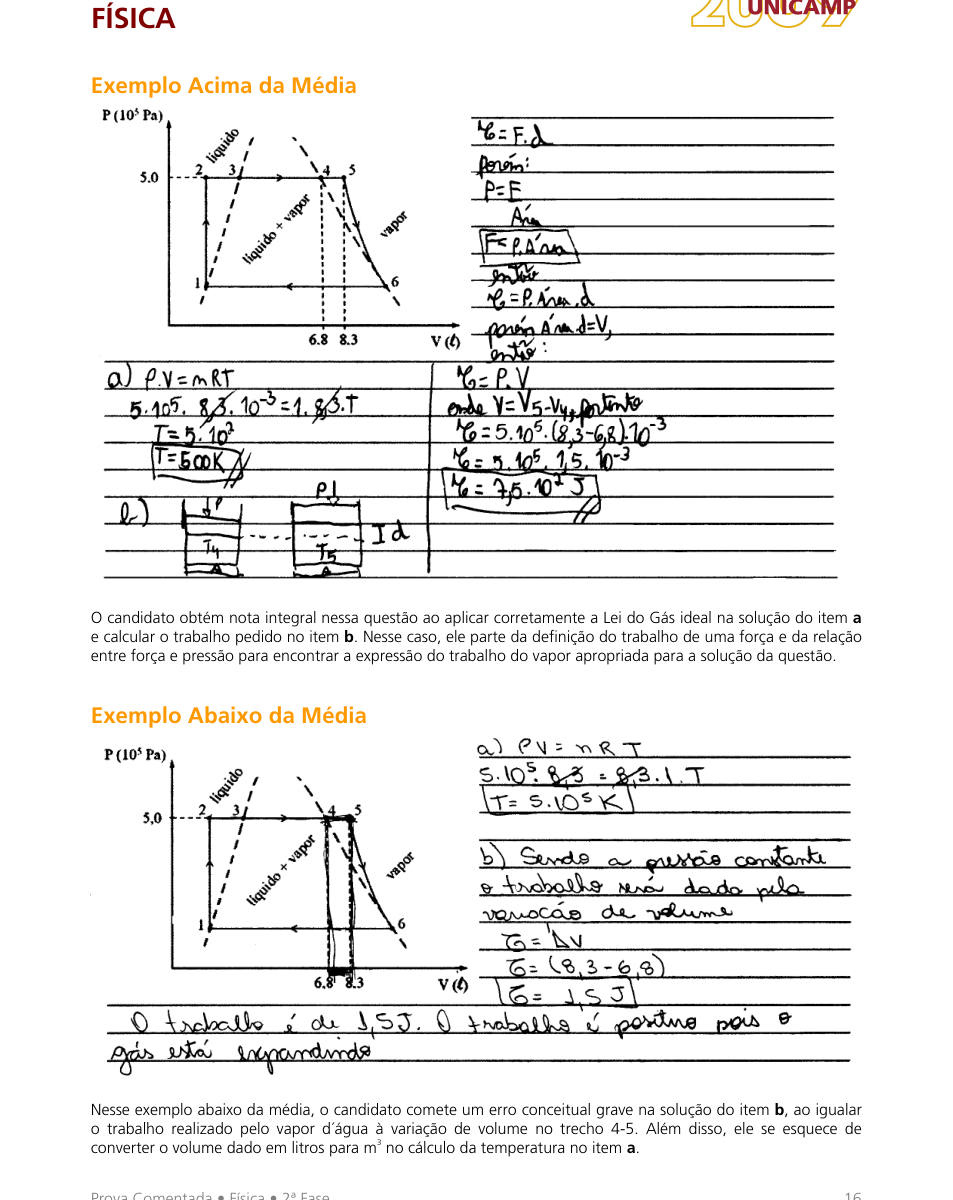 FÍSICA
2009
UNICAMP
Exemplo Acima da Média
P (10⁵ Pa)
líquido
2 3 4 5
5.0
líquido + vapor
vapor
1 6
6.8 8.3 V (ℓ)
τ = F.d
porém:
P = F
Área
F = P.Área
então
τ = P.Área.d
porém Área.d = V,
então:
a) P.V = nRT
5.10⁵. 8,3. 10⁻³ = 1. 8,3.T
T = 5.10²
T = 500K
τ = P.V
onde V = V5 - V4, portanto
τ = 5.10⁵.(8,3-6,8).10⁻³
τ = 5.10⁵. 1,5. 10⁻³
τ = 7,5.10² J
b) P P
T4 T5 I d
A A
O candidato obtém nota integral nessa questão ao aplicar corretamente a Lei do Gás ideal na solução do item a
e calcular o trabalho pedido no item b. Nesse caso, ele parte da definição do trabalho de uma força e da relação
entre força e pressão para encontrar a expressão do trabalho do vapor apropriada para a solução da questão.
Exemplo Abaixo da Média
P (10⁵ Pa)
líquido
2 3 4 5
5,0
líquido + vapor
vapor
1 6
6.8 8.3 V (ℓ)
a) PV = n R T
5.10⁵. 8,3 = 8,3.1.T
T = 5.10⁵ K
b) Sendo a pressão constante
o trabalho será dado pela
variacão de volume
τ = ΔV
τ = (8,3-6,8)
τ = 1,5 J
O trabalho é de 1,5J. O trabalho é positivo pois o
gás está expandindo
Nesse exemplo abaixo da média, o candidato comete um erro conceitual grave na solução do item b, ao igualar
o trabalho realizado pelo vapor d´água à variação de volume no trecho 4-5. Além disso, ele se esquece de
converter o volume dado em litros para m³ no cálculo da temperatura no item a.
Prova Comentada • Física • 2ª Fase 16